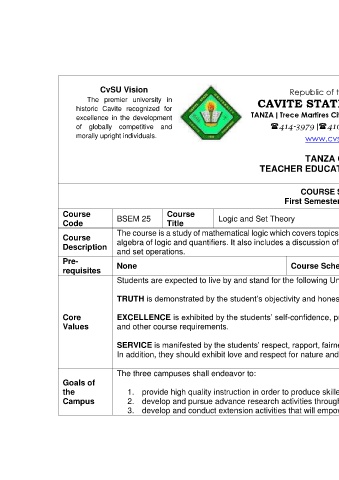 CvSU Vision
The premier university in
historic Cavite recognized for
excellence in the development
of globally competitive and
morally upright individuals.
Republic of t
CAVITE STAT
TANZA | Trece Martires Ci
☎414-3979 |☎41
www.cvs
TANZA C
TEACHER EDUCAT
COURSE S
First Semester
Course Code
BSEM 25
Course Title
Logic and Set Theory
Course Description
The course is a study of mathematical logic which covers topics
algebra of logic and quantifiers. It also includes a discussion of
and set operations.
Pre-requisites
None
Course Sche
Core Values
Students are expected to live by and stand for the following Un
TRUTH is demonstrated by the student's objectivity and hones
EXCELLENCE is exhibited by the students' self-confidence, p
and other course requirements.
SERVICE is manifested by the students' respect, rapport, fairn
In addition, they should exhibit love and respect for nature and
Goals of the Campus
The three campuses shall endeavor to:
1. provide high quality instruction in order to produce skille
2. develop and pursue advance research activities through
3. develop and conduct extension activities that will empow